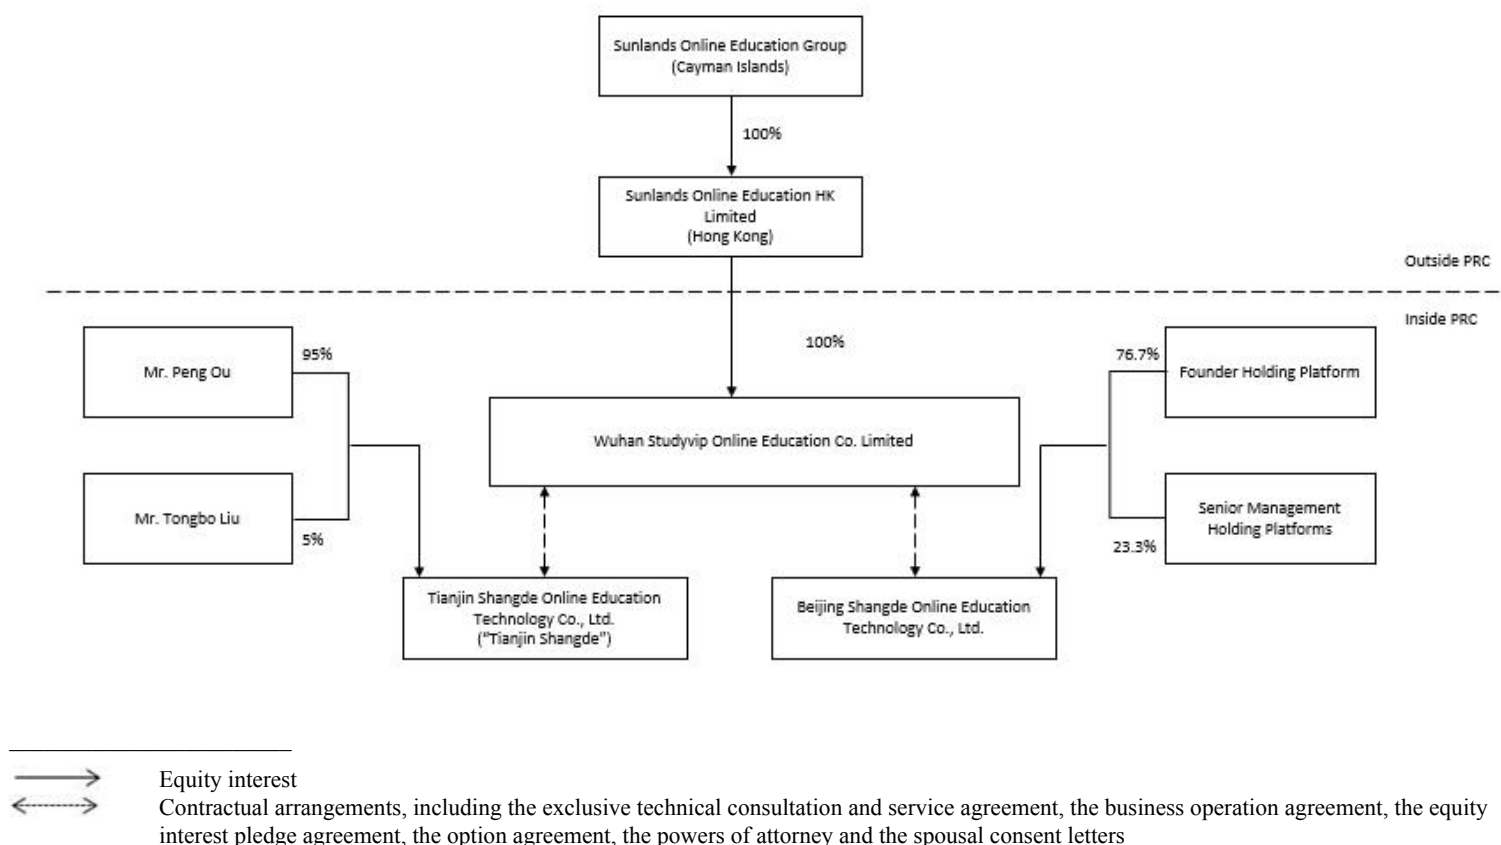 Sunlands Online Education Group
(Cayman Islands)
100%
Sunlands Online Education HK
Limited
(Hong Kong)
Outside PRC
Inside PRC
100%
Mr. Peng Ou
95%
Mr. Tongbo Liu
5%
76.7%
Founder Holding Platform
Senior Management
Holding Platforms
23.3%
Wuhan Studyvip Online Education Co. Limited
Tianjin Shangde Online Education
Technology Co., Ltd.
("Tianjin Shangde")
Beijing Shangde Online Education
Technology Co., Ltd.
Equity interest
Contractual arrangements, including the exclusive technical consultation and service agreement, the business operation agreement, the equity
interest pledge agreement, the option agreement, the powers of attorney and the spousal consent letters